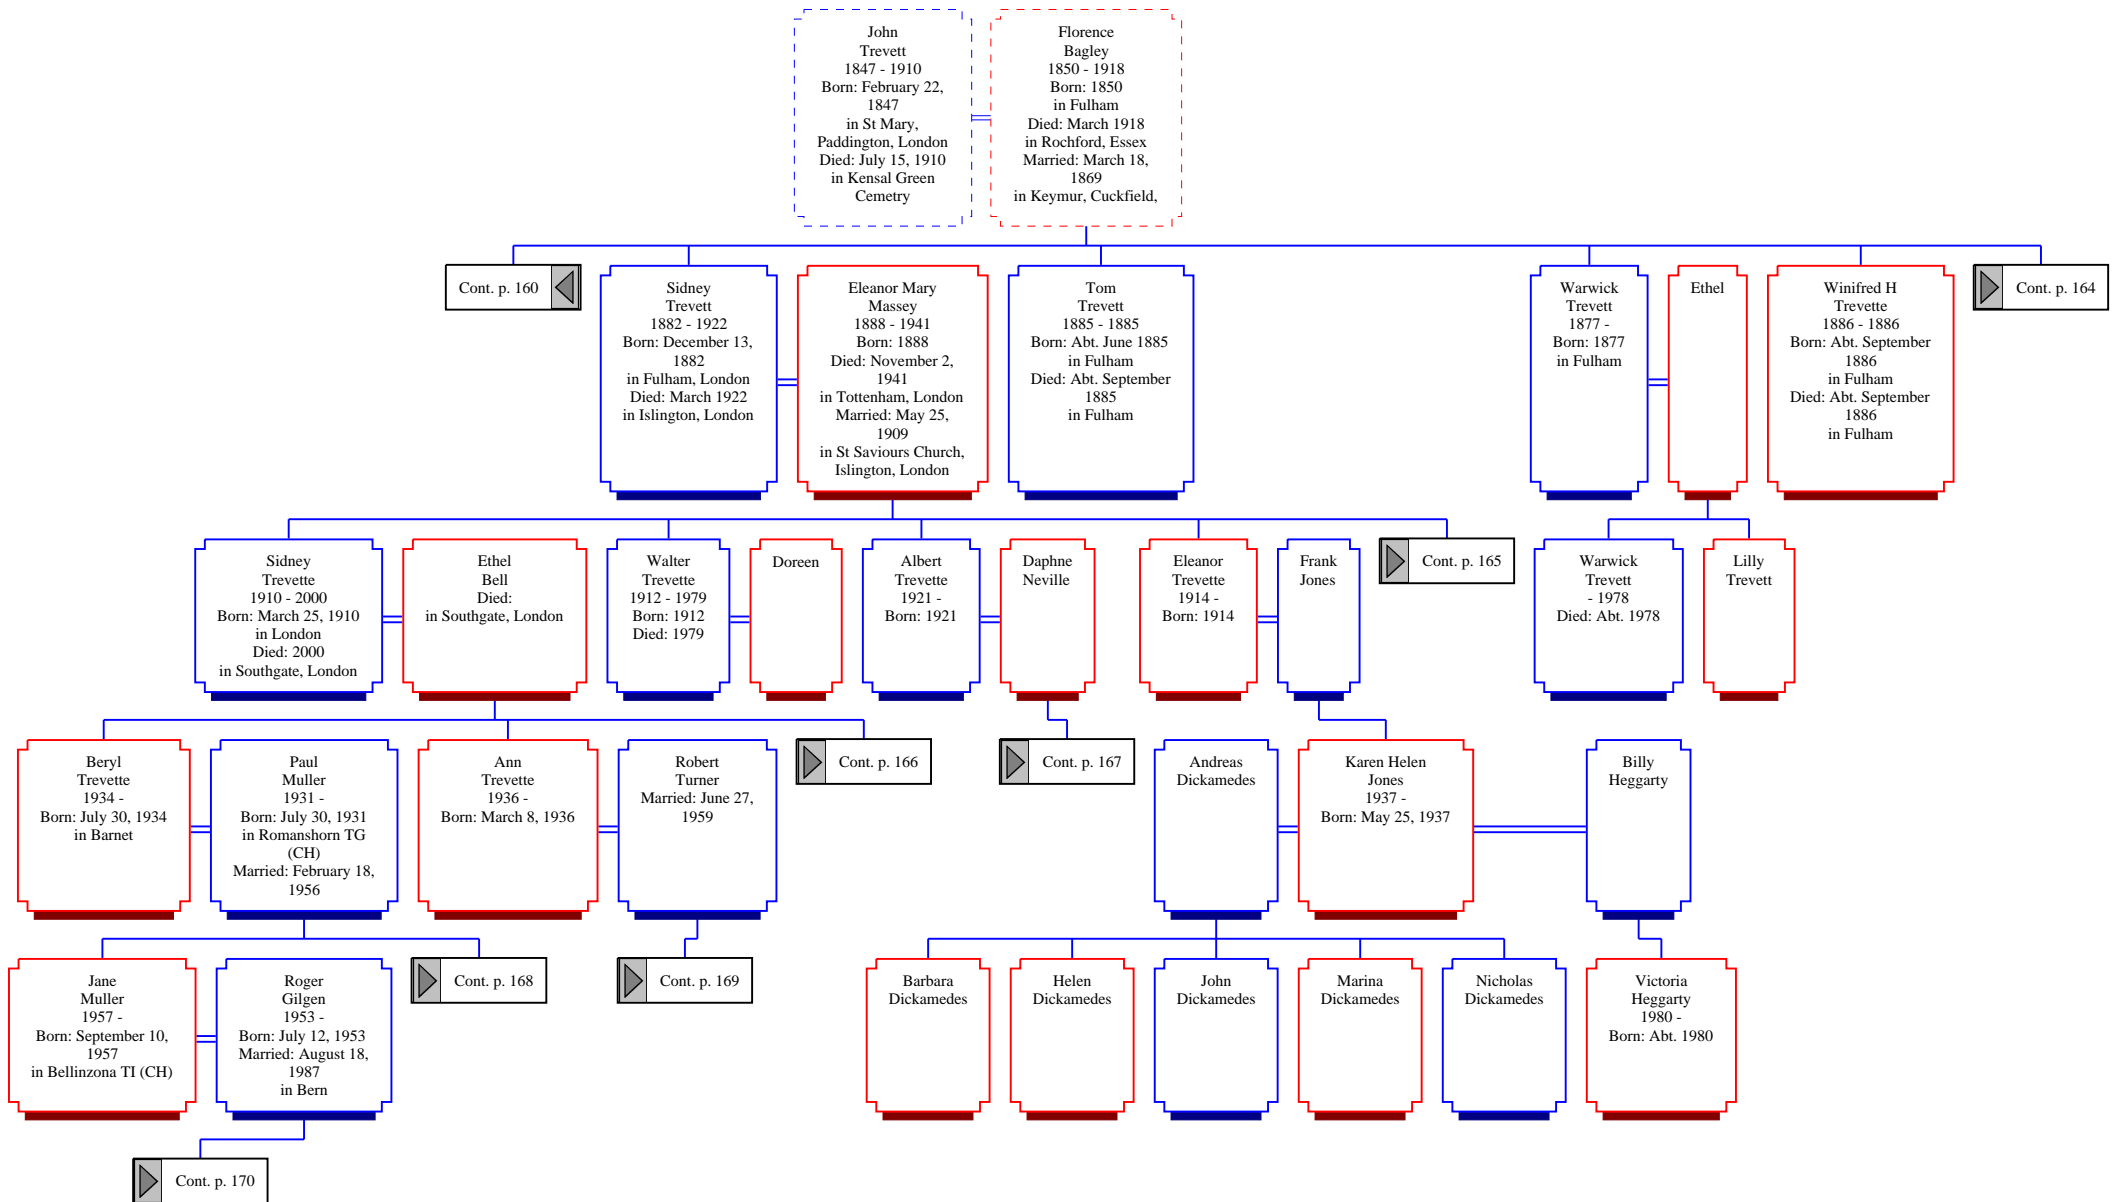 John
Trevett
1847 - 1910
Born: February 22,
1847
in St Mary,
Paddington, London
Died: July 15, 1910
in Kensal Green
Cemetry
Florence
Bagley
1850 - 1918
Born: 1850
in Fulham
Died: March 1918
in Rochford, Essex
Married: March 18,
1869
in Keymur, Cuckfield,
Cont. p. 160
Sidney
Trevett
1882 - 1922
Born: December 13,
1882
in Fulham, London
Died: March 1922
in Islington, London
Eleanor Mary
Massey
1888 - 1941
Born: 1888
Died: November 2,
1941
in Tottenham, London
Married: May 25,
1909
in St Saviours Church,
Islington, London
Tom
Trevett
1885 - 1885
Born: Abt. June 1885
in Fulham
Died: Abt. September
1885
in Fulham
Warwick
Trevett
1877 -
Born: 1877
in Fulham
Ethel
Winifred H
Trevette
1886 - 1886
Born: Abt. September
1886
in Fulham
Died: Abt. September
1886
in Fulham
Cont. p. 164
Sidney
Trevette
1910 - 2000
Born: March 25, 1910
in London
Died: 2000
in Southgate, London
Ethel
Bell
Died:
in Southgate, London
Walter
Trevette
1912 - 1979
Born: 1912
Died: 1979
Doreen
Albert
Trevette
1921 -
Born: 1921
Daphne
Neville
Eleanor
Trevette
1914 -
Born: 1914
Frank
Jones
Cont. p. 165
Warwick
Trevett
- 1978
Died: Abt. 1978
Lilly
Trevett
Beryl
Trevette
1934 -
Born: July 30, 1934
in Barnet
Paul
Muller
1931 -
Born: July 30, 1931
in Romanshorn TG
(CH)
Married: February 18,
1956
Ann
Trevette
1936 -
Born: March 8, 1936
Robert
Turner
Married: June 27,
1959
Cont. p. 166
Cont. p. 167
Andreas
Dickamedes
Karen Helen
Jones
1937 -
Born: May 25, 1937
Billy
Heggarty
Jane
Muller
1957 -
Born: September 10,
1957
in Bellinzona TI (CH)
Roger
Gilgen
1953 -
Born: July 12, 1953
Married: August 18,
1987
in Bern
Cont. p. 168
Cont. p. 169
Barbara
Dickamedes
Helen
Dickamedes
John
Dickamedes
Marina
Dickamedes
Nicholas
Dickamedes
Victoria
Heggarty
1980 -
Born: Abt. 1980
Cont. p. 170